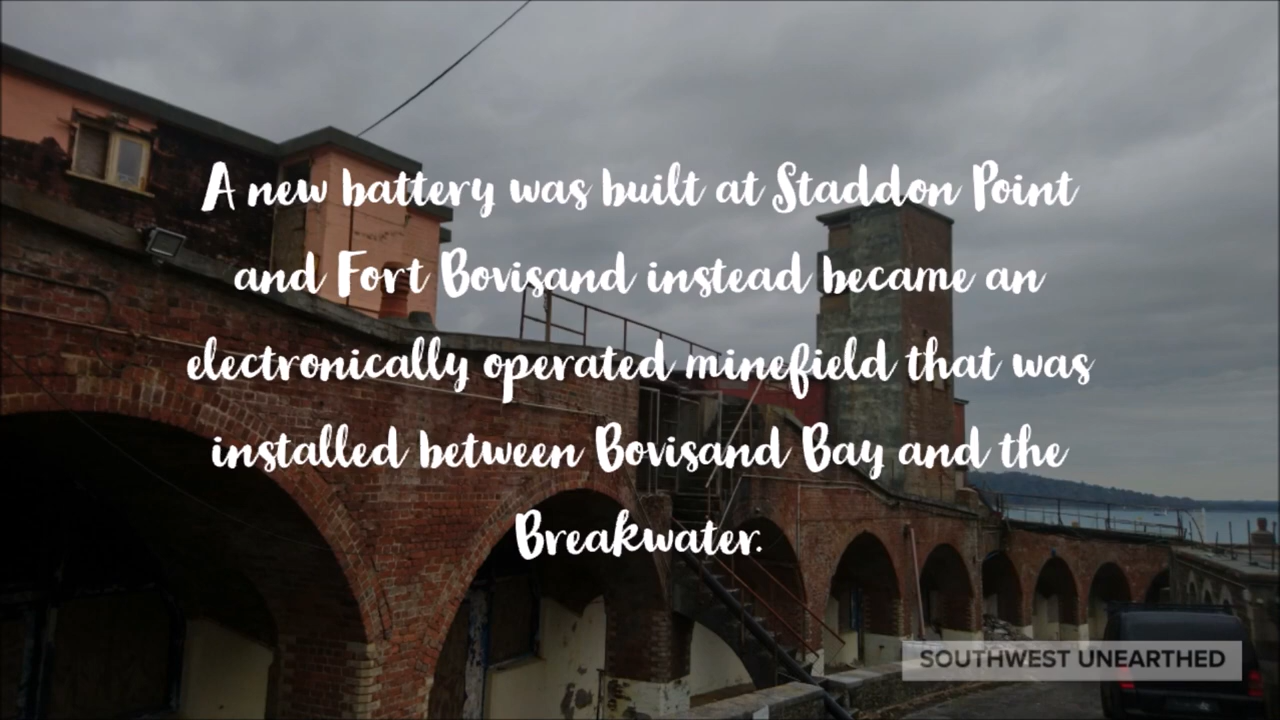 A new battery was built at Staddon Point
and Fort Bovisand instead became an
electronically operated minefield that was
installed between Bovisand Bay and the
Breakwater.
SOUTHWEST UNEARTHED